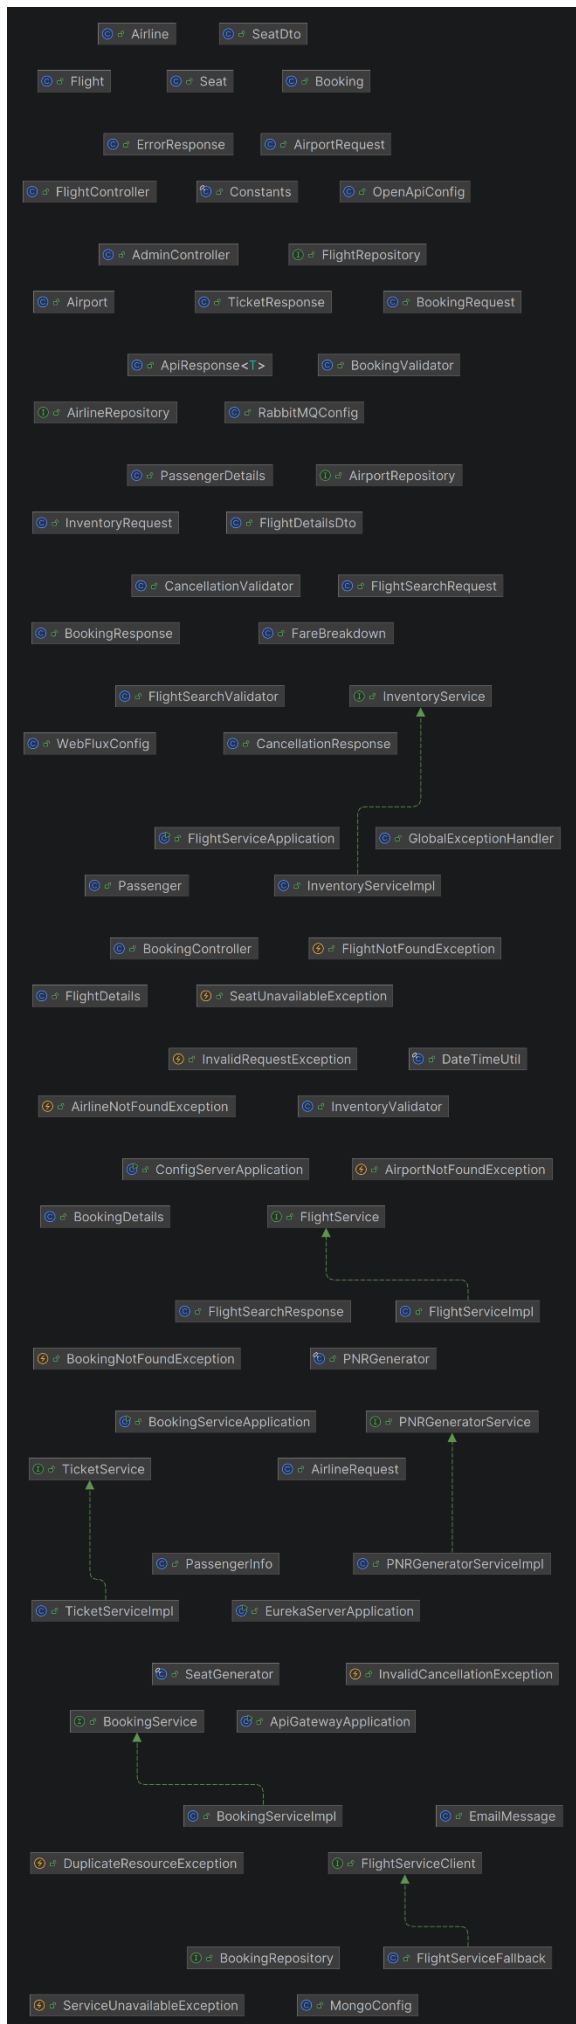 Airline SeatDto
Flight Seat Booking
ErrorResponse AirportRequest
FlightController Constants OpenApiConfig
AdminController FlightRepository
Airport TicketResponse BookingRequest
ApiResponse<T> BookingValidator
AirlineRepository RabbitMQConfig
PassengerDetails AirportRepository
InventoryRequest FlightDetailsDto
CancellationValidator FlightSearchRequest
BookingResponse FareBreakdown
FlightSearchValidator InventoryService
WebFluxConfig CancellationResponse
FlightServiceApplication GlobalExceptionHandler
Passenger InventoryServiceImpl
BookingController FlightNotFoundException
FlightDetails SeatUnavailableException
InvalidRequestException DateTimeUtil
AirlineNotFoundException InventoryValidator
ConfigServerApplication AirportNotFoundException
BookingDetails FlightService
FlightSearchResponse FlightServiceImpl
BookingNotFoundException PNRGenerator
BookingServiceApplication PNRGeneratorService
TicketService AirlineRequest
PassengerInfo PNRGeneratorServiceImpl
TicketServiceImpl EurekaServerApplication
SeatGenerator InvalidCancellationException
BookingService ApiGatewayApplication
BookingServiceImpl EmailMessage
DuplicateResourceException FlightServiceClient
BookingRepository FlightServiceFallback
ServiceUnavailableException MongoConfig